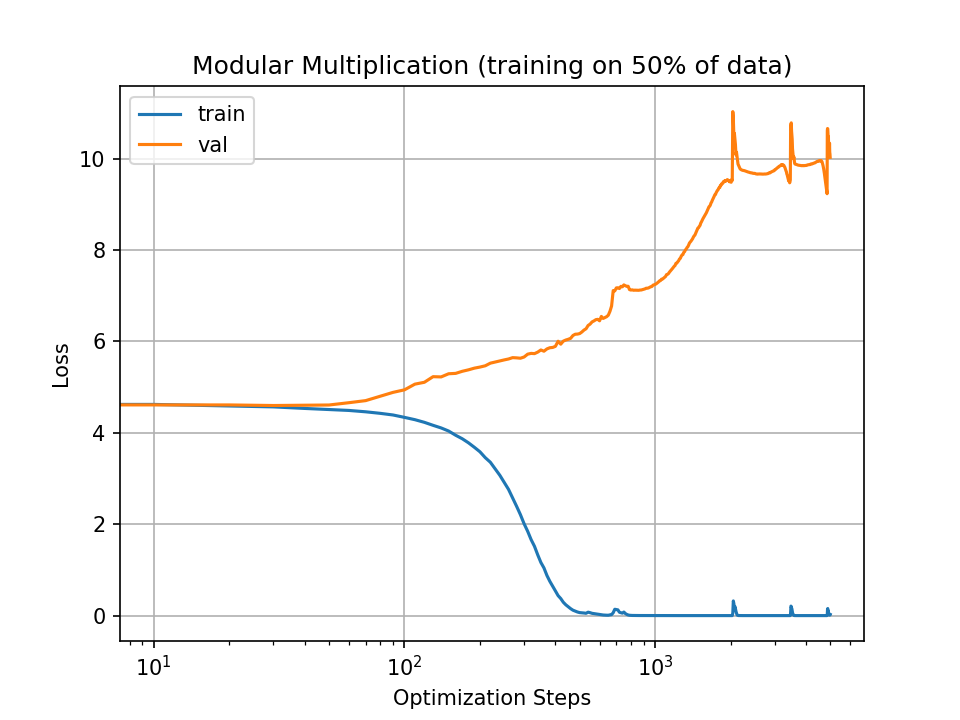 Modular Multiplication (training on 50% of data)
train
val
10
8
6
4
2
0
Loss
10¹
10²
10³
Optimization Steps